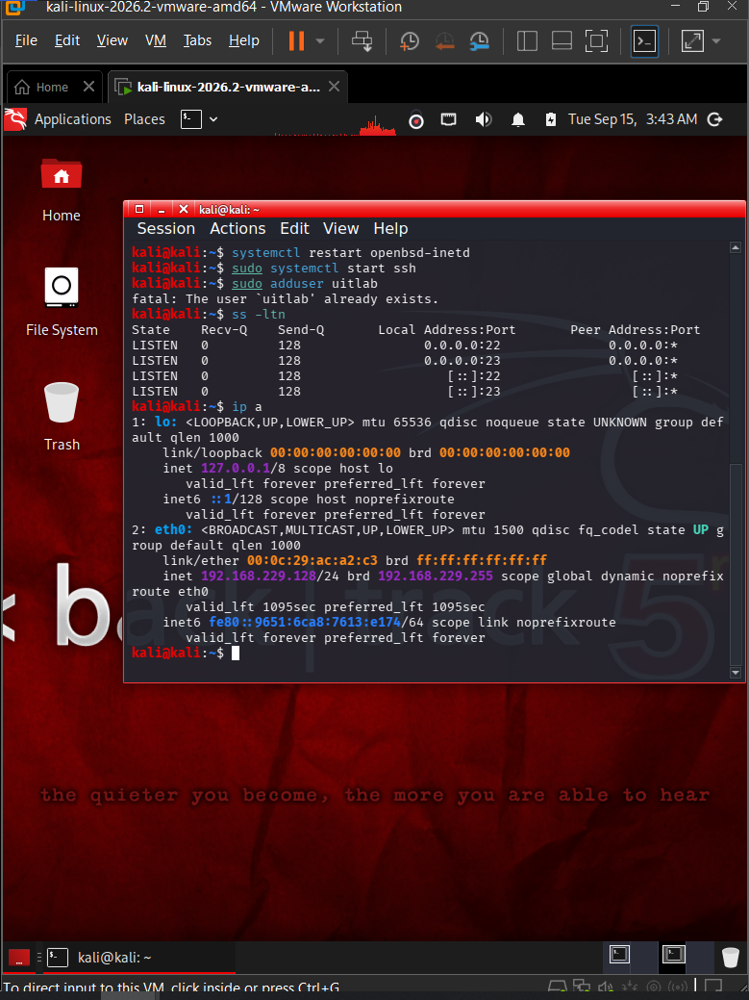 kali-linux-2026.2-vmware-amd64 - VMware Workstation
File Edit View VM Tabs Help
Home
kali-linux-2026.2-vmware-a...
Applications Places Tue Sep 15, 3:43 AM
Home
File System
Trash
kali@kali: ~
Session Actions Edit View Help
kali@kali:~$ systemctl restart openbsd-inetd
kali@kali:~$ sudo systemctl start ssh
kali@kali:~$ sudo adduser uitlab
fatal: The user `uitlab' already exists.
kali@kali:~$ ss -ltn
State Recv-Q Send-Q Local Address:Port Peer Address:Port
LISTEN 0 128 0.0.0.0:22 0.0.0.0:*
LISTEN 0 128 0.0.0.0:23 0.0.0.0:*
LISTEN 0 128 [::]:22 [::]:*
LISTEN 0 128 [::]:23 [::]:*
kali@kali:~$ ip a
1: lo: <LOOPBACK,UP,LOWER_UP> mtu 65536 qdisc noqueue state UNKNOWN group def
ault qlen 1000
link/loopback 00:00:00:00:00:00 brd 00:00:00:00:00:00
inet 127.0.0.1/8 scope host lo
valid_lft forever preferred_lft forever
inet6 ::1/128 scope host noprefixroute
valid_lft forever preferred_lft forever
2: eth0: <BROADCAST,MULTICAST,UP,LOWER_UP> mtu 1500 qdisc fq_codel state UP g
roup default qlen 1000
link/ether 00:0c:29:ac:a2:c3 brd ff:ff:ff:ff:ff:ff
inet 192.168.229.128/24 brd 192.168.229.255 scope global dynamic noprefix
route eth0
valid_lft 1095sec preferred_lft 1095sec
inet6 fe80::9651:6ca8:7613:e174/64 scope link noprefixroute
valid_lft forever preferred_lft forever
kali@kali:~$
back | track 5r
the quieter you become, the more you are able to hear
kali@kali: ~
To direct input to this VM, click inside or press Ctrl+G.